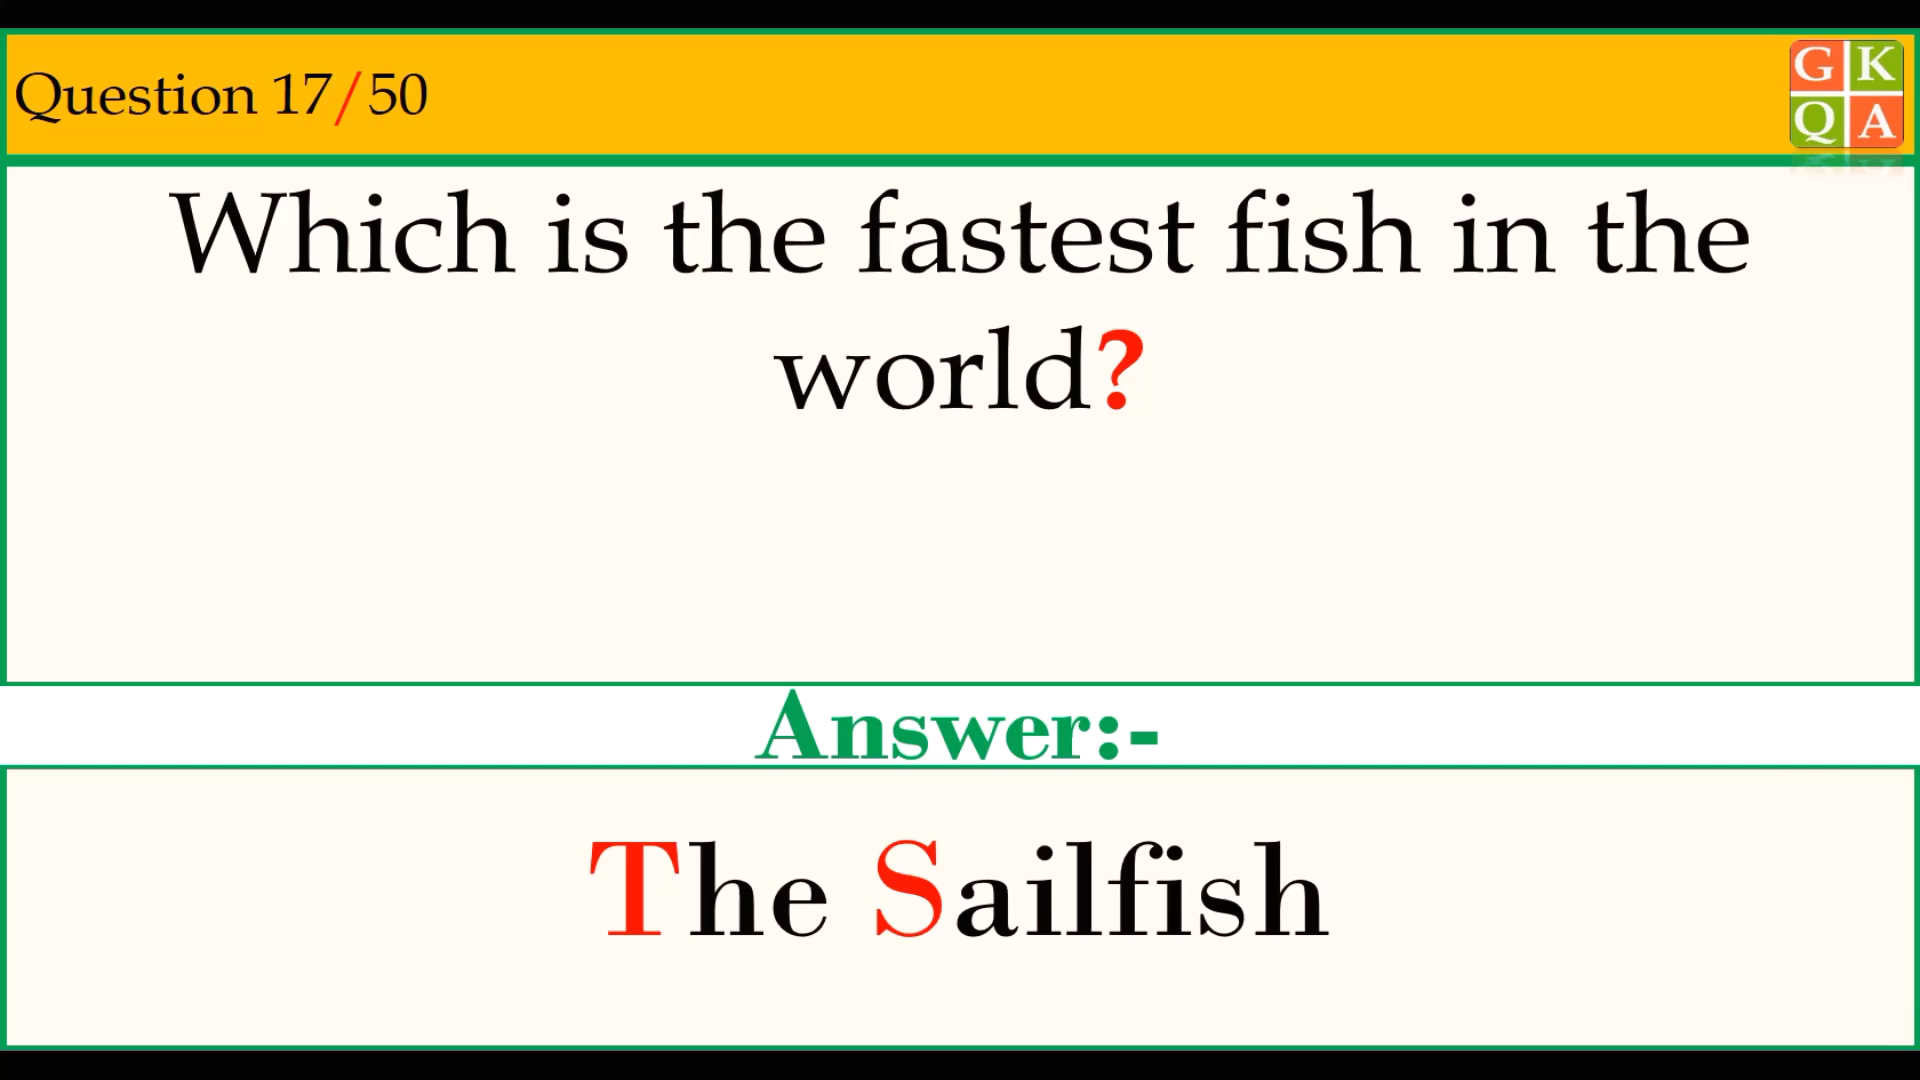 Question 17/50
G K
Q A
Which is the fastest fish in the
world?
Answer:-
The Sailfish